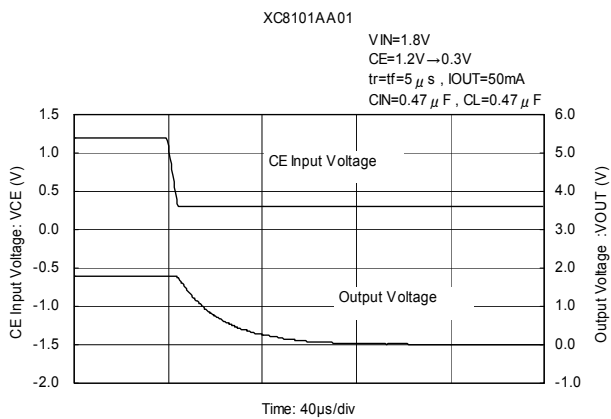 XC8101AA01
VIN=1.8V
CE=1.2V→0.3V
tr=tf=5μs , IOUT=50mA
CIN=0.47μF , CL=0.47μF
CE Input Voltage: VCE (V)
1.5
1.0
0.5
0.0
-0.5
-1.0
-1.5
-2.0
CE Input Voltage
Output Voltage
6.0
5.0
4.0
3.0
2.0
1.0
0.0
-1.0
Output Voltage :VOUT (V)
Time: 40μs/div